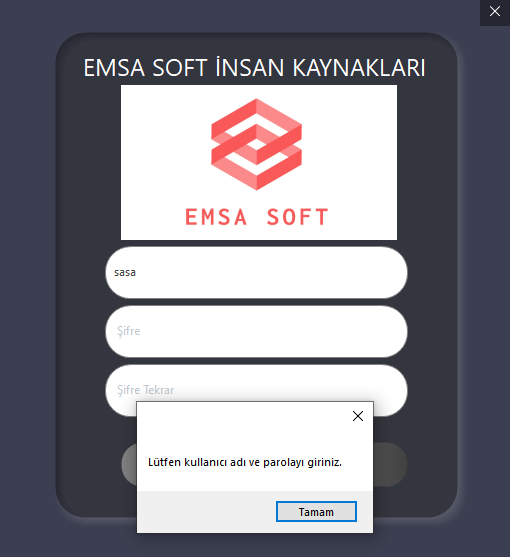 EMSA SOFT İNSAN KAYNAKLARI
EMSA SOFT
sasa
Şifre
Şifre Tekrar
Lütfen kullanıcı adı ve parolayı giriniz.
Tamam